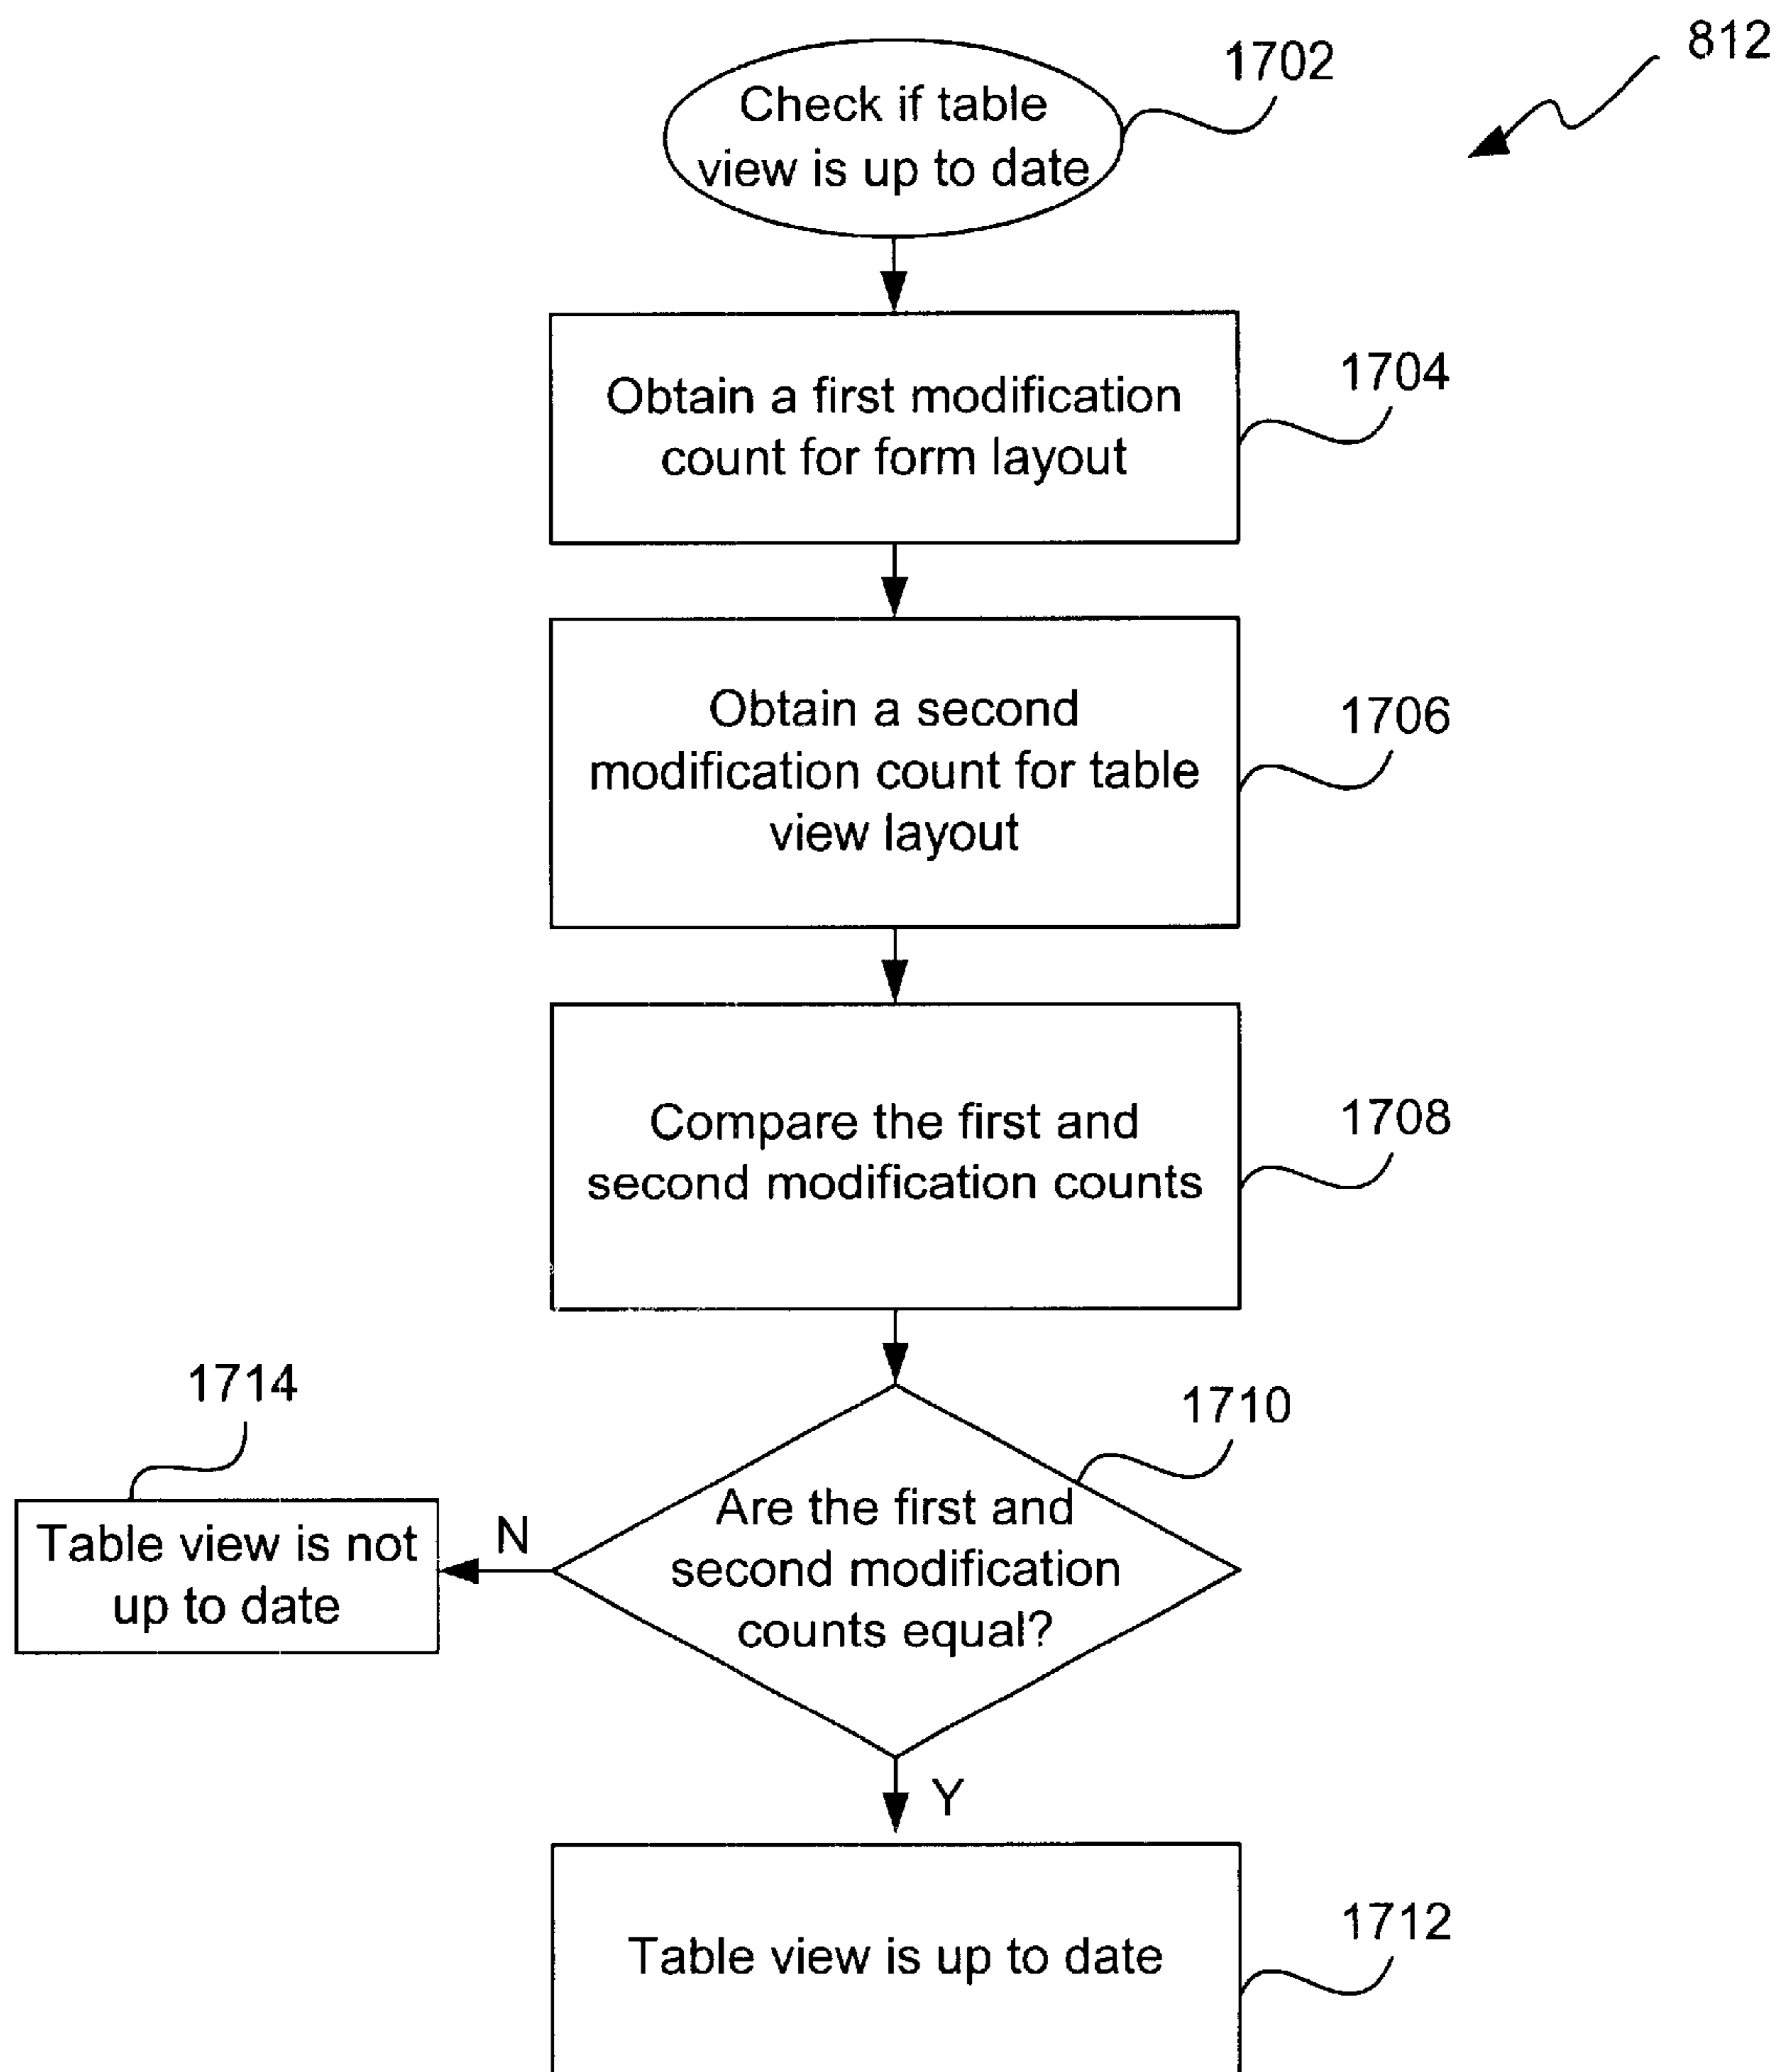 812
1702
Check if table
view is up to date
1704
Obtain a first modification
count for form layout
1706
Obtain a second
modification count for table
view layout
1708
Compare the first and
second modification counts
1714
1710
Table view is not
up to date
N
Are the first and
second modification
counts equal?
Y
1712
Table view is up to date